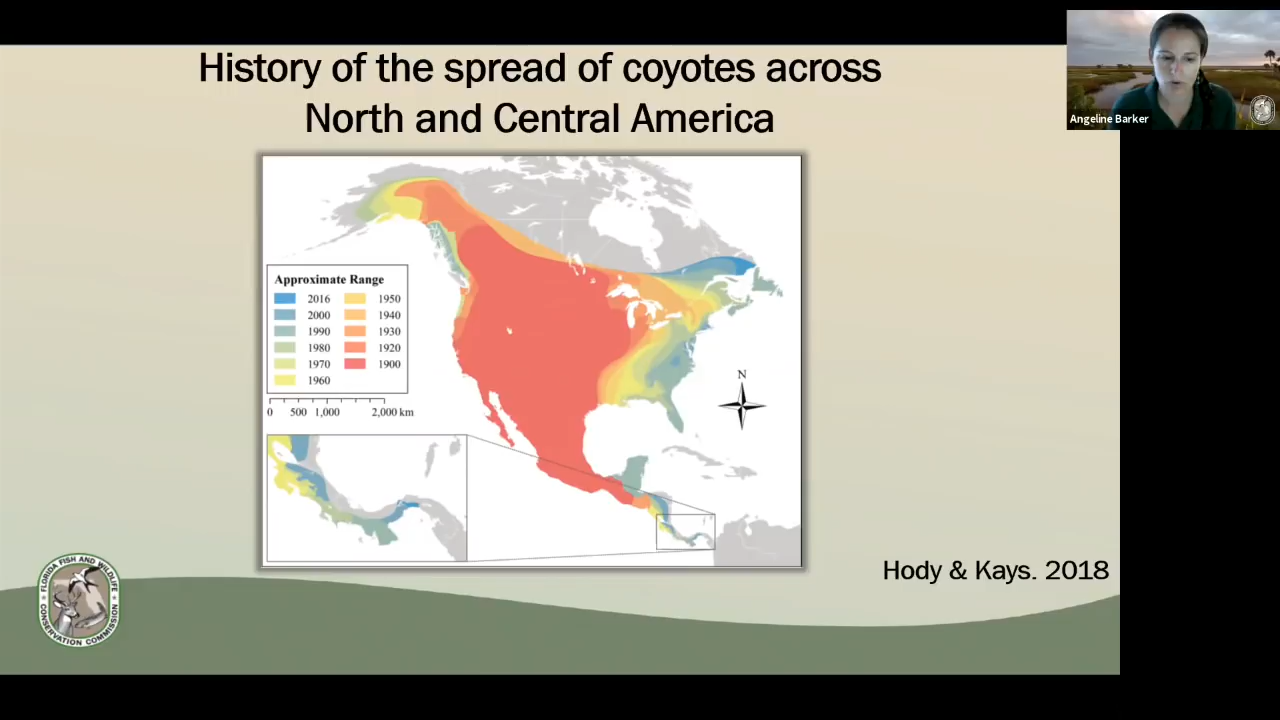 History of the spread of coyotes across
North and Central America
Angeline Barker
Approximate Range
2016 1950
2000 1940
1990 1930
1980 1920
1970 1900
1960
0 500 1,000 2,000 km
N
Hody & Kays. 2018
FLORIDA FISH AND WILDLIFE
CONSERVATION COMMISSION